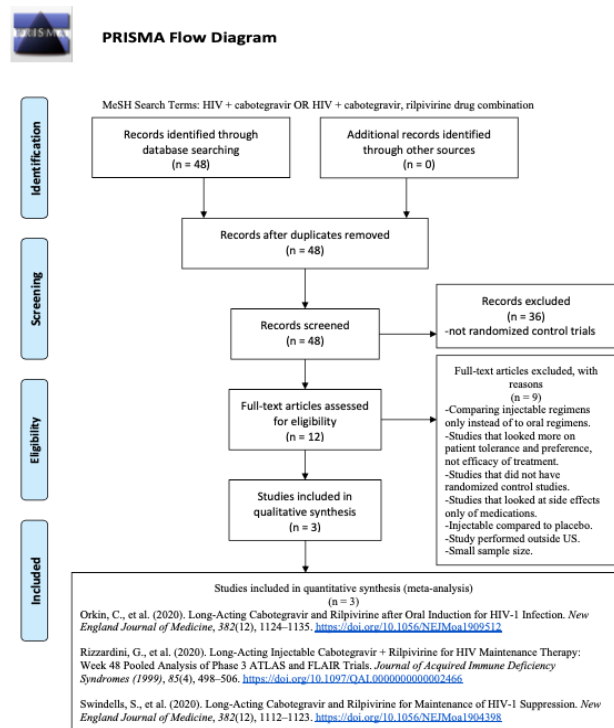 PRISMA
PRISMA Flow Diagram
MeSH Search Terms: HIV + cabotegravir OR HIV + cabotegravir, rilpivirine drug combination
Identification
Records identified through
database searching
(n = 48)
Additional records identified
through other sources
(n = 0)
Records after duplicates removed
(n = 48)
Screening
Records screened
(n = 48)
Records excluded
(n = 36)
-not randomized control trials
Eligibility
Full-text articles assessed
for eligibility
(n = 12)
Full-text articles excluded, with
reasons
(n = 9)
-Comparing injectable regimens
only instead of to oral regimens.
-Studies that looked more on
patient tolerance and preference,
not efficacy of treatment.
-Studies that did not have
randomized control studies.
-Studies that looked at side effects
only of medications.
-Injectable compared to placebo.
-Study performed outside US.
-Small sample size.
Studies included in
qualitative synthesis
(n = 3)
Included
Studies included in quantitative synthesis (meta-analysis)
(n = 3)
Orkin, C., et al. (2020). Long-Acting Cabotegravir and Rilpivirine after Oral Induction for HIV-1 Infection. New
England Journal of Medicine, 382(12), 1124–1135. https://doi.org/10.1056/NEJMoa1909512
Rizzardini, G., et al. (2020). Long-Acting Injectable Cabotegravir + Rilpivirine for HIV Maintenance Therapy:
Week 48 Pooled Analysis of Phase 3 ATLAS and FLAIR Trials. Journal of Acquired Immune Deficiency
Syndromes (1999), 85(4), 498–506. https://doi.org/10.1097/QAI.0000000000002466
Swindells, S., et al. (2020). Long-Acting Cabotegravir and Rilpivirine for Maintenance of HIV-1 Suppression. New
England Journal of Medicine, 382(12), 1112–1123. https://doi.org/10.1056/NEJMoa1904398